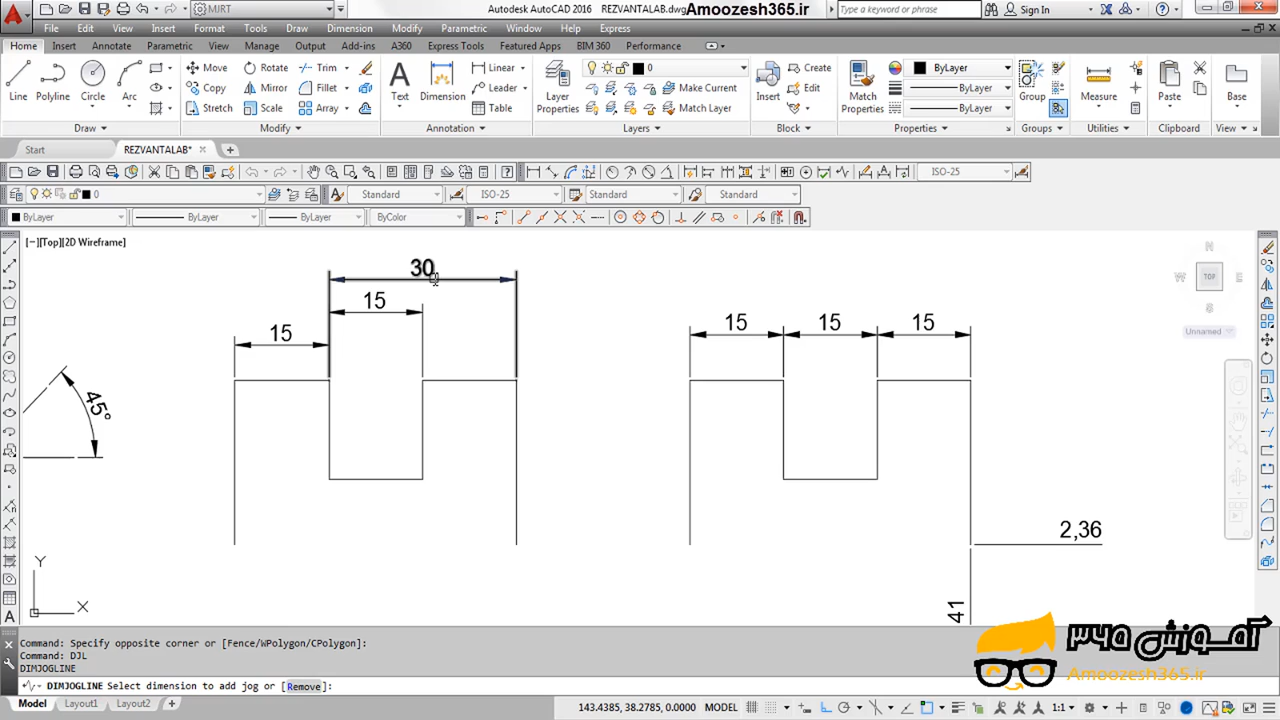 MJRT
Autodesk AutoCAD 2016 REZVANTALAB.dwg
Amoozesh365.ir
Type a keyword or phrase
Sign In
File Edit View Insert Format Tools Draw Dimension Modify Parametric Window Help Express
Home Insert Annotate Parametric View Manage Output Add-ins A360 Express Tools Featured Apps BIM 360 Performance
Line Polyline Circle Arc
Move Rotate Trim
Copy Mirror Fillet
Stretch Scale Array
Text Dimension
Linear
Leader
Table
Layer Properties
0
Make Current
Match Layer
Insert
Create
Edit
Match Properties
ByLayer
ByLayer
ByLayer
Group
Measure
Paste
Base
Draw Modify Annotation Layers Block Properties Groups Utilities Clipboard View
Start REZVANTALAB*
ISO-25
0 Standard ISO-25 Standard Standard
ByLayer ByLayer ByLayer ByColor
[−][Top][2D Wireframe]
N
W TOP E
S
Unnamed
30
15
15
15 15 15
45°
2,36
41
Y
X
Command: Specify opposite corner or [Fence/WPolygon/CPolygon]:
Command: DJL
DIMJOGLINE
DIMJOGLINE Select dimension to add jog or [Remove]:
آموزش ۳۶۵
Amoozesh365.ir
Model Layout1 Layout2
143.4385, 38.2785, 0.0000 MODEL 1:1